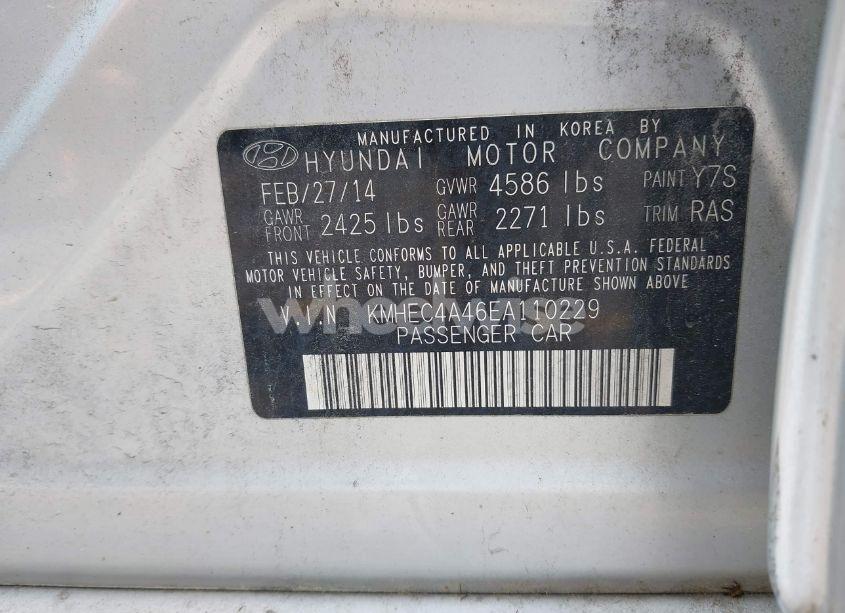 MANUFACTURED IN KOREA BY
HYUNDAI MOTOR COMPANY
FEB/27/14 GVWR 4586 lbs PAINT Y7S
GAWR FRONT 2425 lbs GAWR REAR 2271 lbs TRIM RAS
THIS VEHICLE CONFORMS TO ALL APPLICABLE U.S.A. FEDERAL
MOTOR VEHICLE SAFETY, BUMPER, AND THEFT PREVENTION STANDARDS
IN EFFECT ON THE DATE OF MANUFACTURE SHOWN ABOVE
V.I.N KMHEC4A46EA110229
PASSENGER CAR